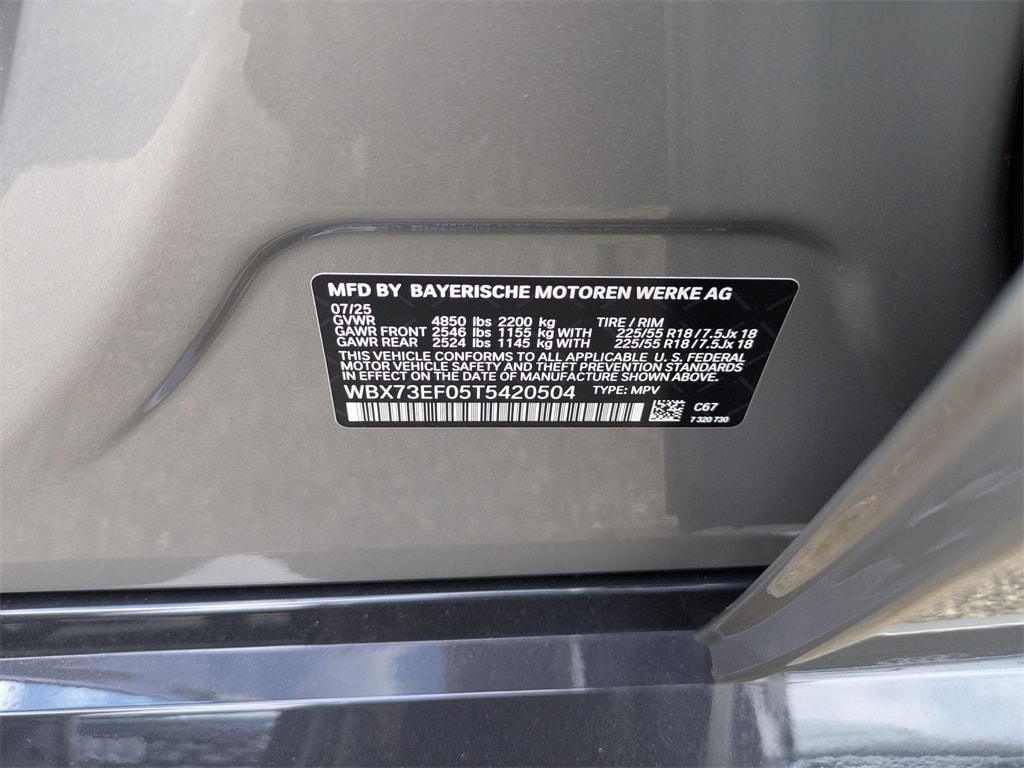 MFD BY BAYERISCHE MOTOREN WERKE AG
07/25
GVWR 4850 lbs 2200 kg TIRE / RIM
GAWR FRONT 2546 lbs 1155 kg WITH 225/55 R18/7.5Jx 18
GAWR REAR 2524 lbs 1145 kg WITH 225/55 R18/7.5Jx 18
THIS VEHICLE CONFORMS TO ALL APPLICABLE U. S. FEDERAL
MOTOR VEHICLE SAFETY AND THEFT PREVENTION STANDARDS
IN EFFECT ON THE DATE OF MANUFACTURE SHOWN ABOVE.
WBX73EF05T5420504 TYPE: MPV
C67
7 320 730